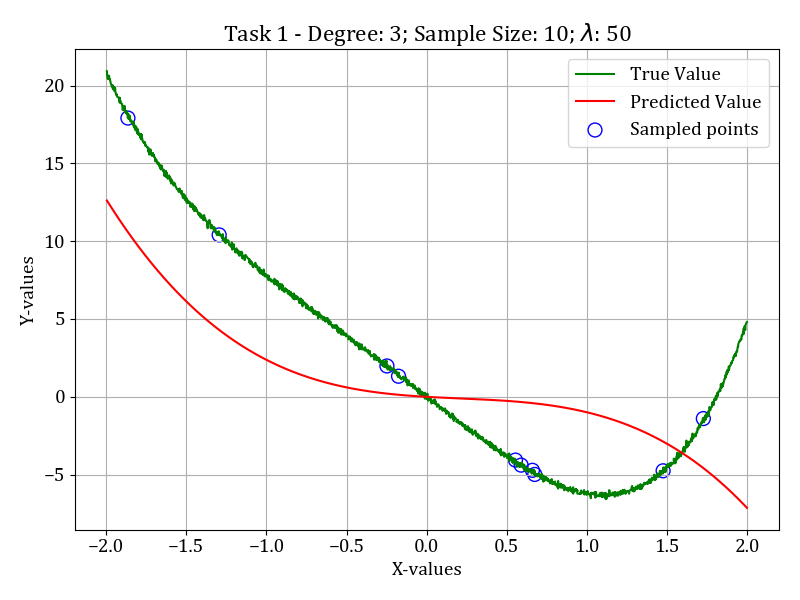 Task 1 - Degree: 3; Sample Size: 10; λ: 50
True Value
Predicted Value
Sampled points
Y-values
20
15
10
5
0
−5
−2.0 −1.5 −1.0 −0.5 0.0 0.5 1.0 1.5 2.0
X-values